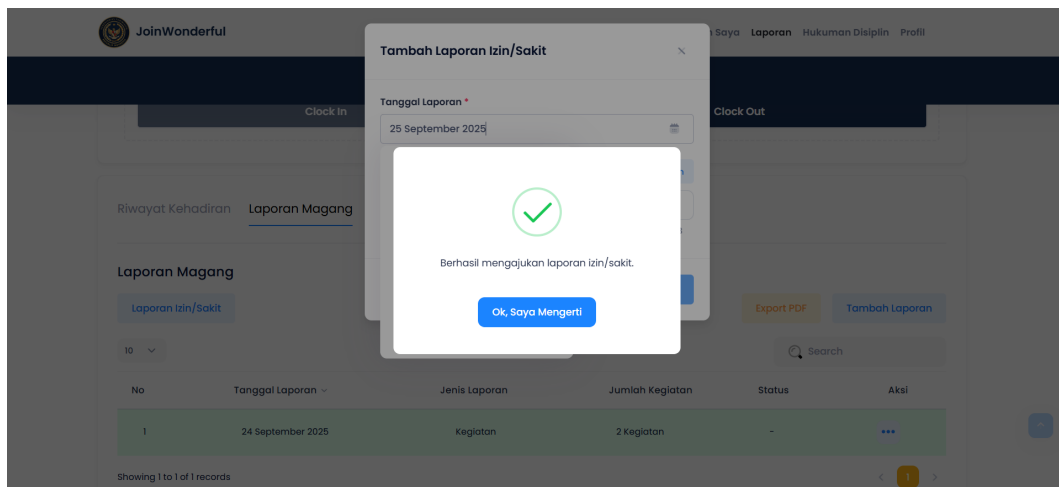 JoinWonderful
Saya Laporan Hukuman Disiplin Profil
Tambah Laporan Izin/Sakit
Tanggal Laporan *
25 September 2025
Clock In
Clock Out
Riwayat Kehadiran Laporan Magang
Berhasil mengajukan laporan izin/sakit.
Ok, Saya Mengerti
Laporan Magang
Laporan Izin/Sakit
Export PDF
Tambah Laporan
10
Search
No Tanggal Laporan Jenis Laporan Jumlah Kegiatan Status Aksi
1 24 September 2025 Kegiatan 2 Kegiatan -
Showing 1 to 1 of 1 records
1